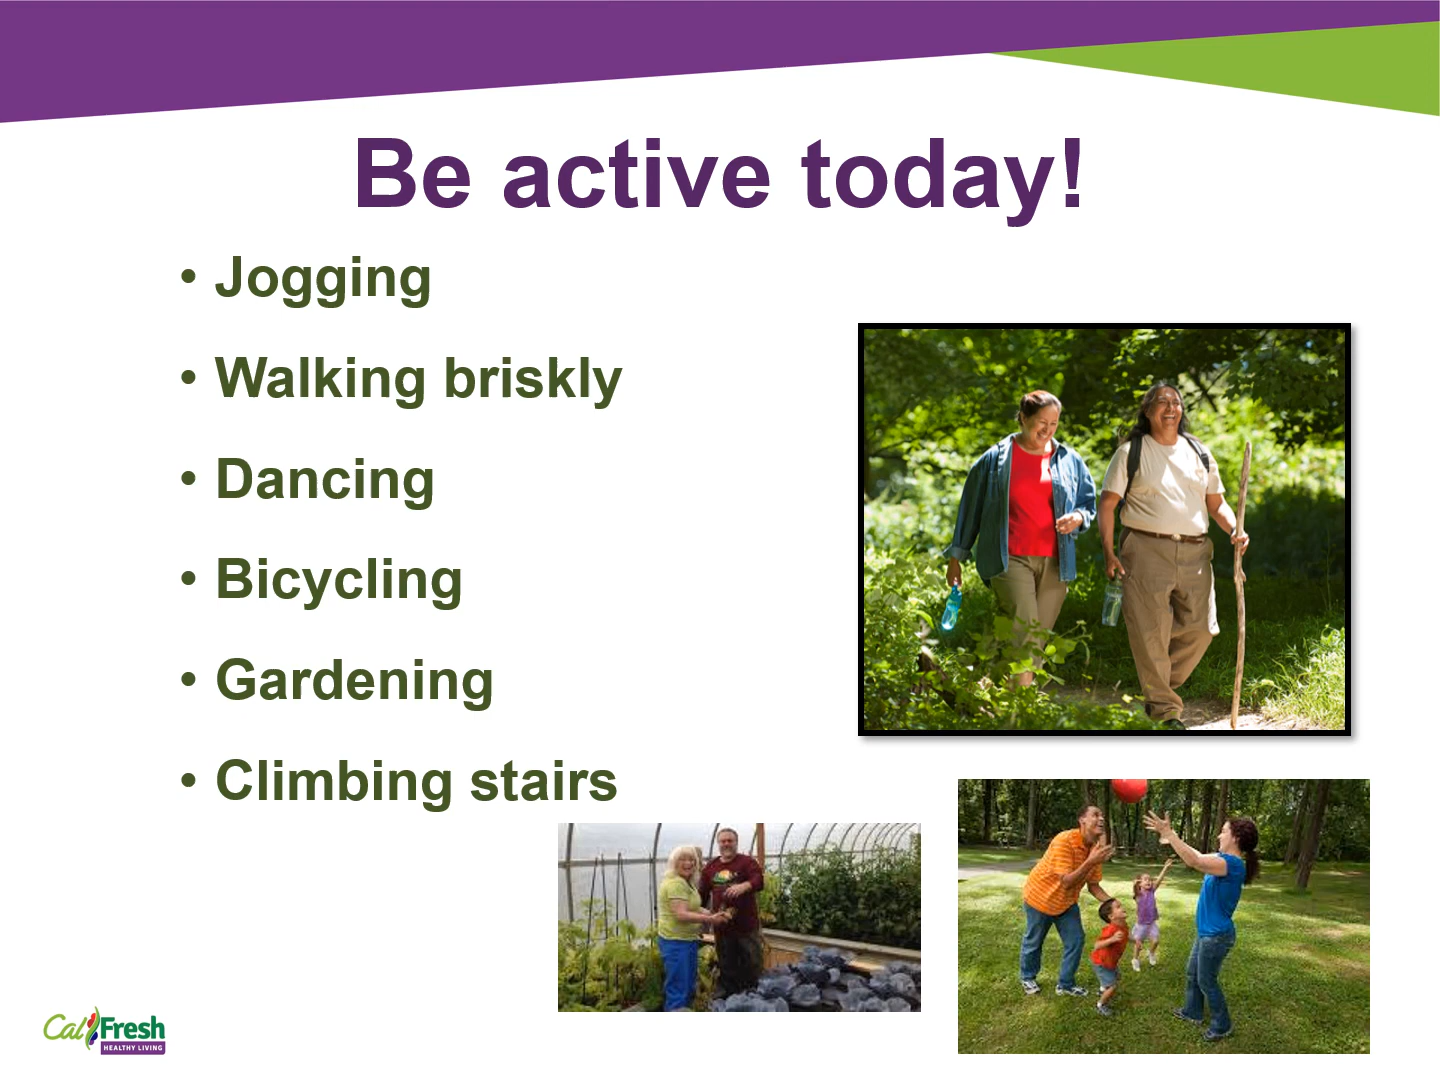 Be active today!
• Jogging
• Walking briskly
• Dancing
• Bicycling
• Gardening
• Climbing stairs
CalFresh
HEALTHY LIVING